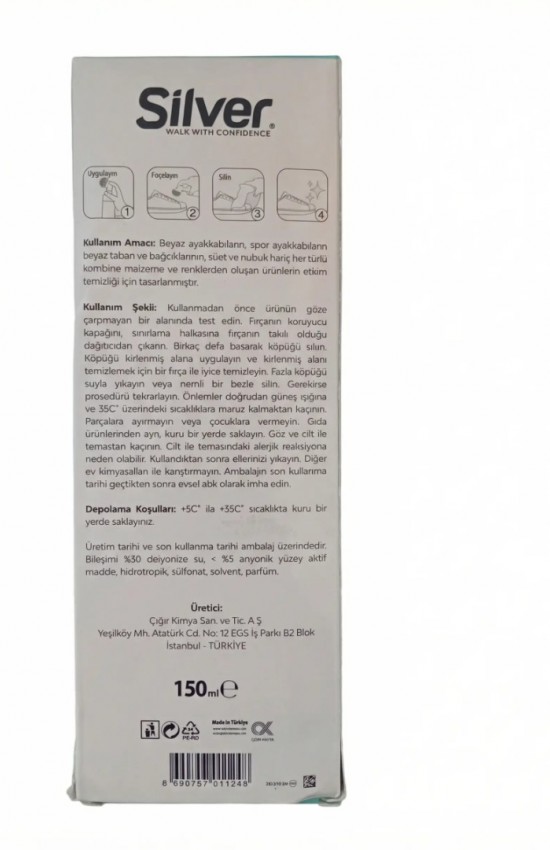 Silver®
WALK WITH CONFIDENCE
Uygulayın
Foçelayın
Silin
1
2
3
4
Kullanım Amacı: Beyaz ayakkabıların, spor ayakkabıların
beyaz taban ve bağcıklarının, süet ve nubuk hariç her türlü
kombine maizeme ve renklerden oluşan ürünlerin etkim
temizliği için tasarlanmıştır.
Kullanım Şekli: Kullanmadan önce ürünün göze
çarpmayan bir alanında test edin. Fırçanın koruyucu
kapağını, sınırlama halkasına fırçanın takılı olduğu
dağıtıcıdan çıkarın. Birkaç defa basarak köpüğü sılın.
Köpüğü kirlenmiş alana uygulayın ve kirlenmiş alanı
temizlemek için bir fırça ile iyice temizleyin. Fazla köpüğü
suyla yıkayın veya nemli bir bezle silin. Gerekirse
prosedürü tekrarlayın. Önlemler doğrudan güneş ışığına
ve 35C° üzerindeki sıcaklıklara maruz kalmaktan kaçının.
Parçalara ayırmayın veya çocuklara vermeyin. Gıda
ürünlerinden ayrı, kuru bir yerde saklayın. Göz ve cilt ile
temastan kaçının. Cilt ile temasındaki alerjik reaksiyona
neden olabilir. Kullandıktan sonra ellerinizi yıkayın. Diğer
ev kimyasalları ile karıştırmayın. Ambalajın son kullanma
tarihi geçtikten sonra evsel abk olarak imha edin.
Depolama Koşulları: +5C° ila +35C° sıcaklıkta kuru bir
yerde saklayınız.
Üretim tarihi ve son kullanma tarihi ambalaj üzerindedir.
Bileşimi %30 deiyonize su, < %5 anyonik yüzey aktif
madde, hidrotropik, sülfonat, solvent, parfüm.
Üretici:
Çığır Kimya San. ve Tic. A Ş
Yeşilköy Mh. Atatürk Cd. No: 12 EGS İş Parkı B2 Blok
İstanbul - TÜRKİYE
150ml℮
Made in Türkiye
PE-RD
8 690757 011248